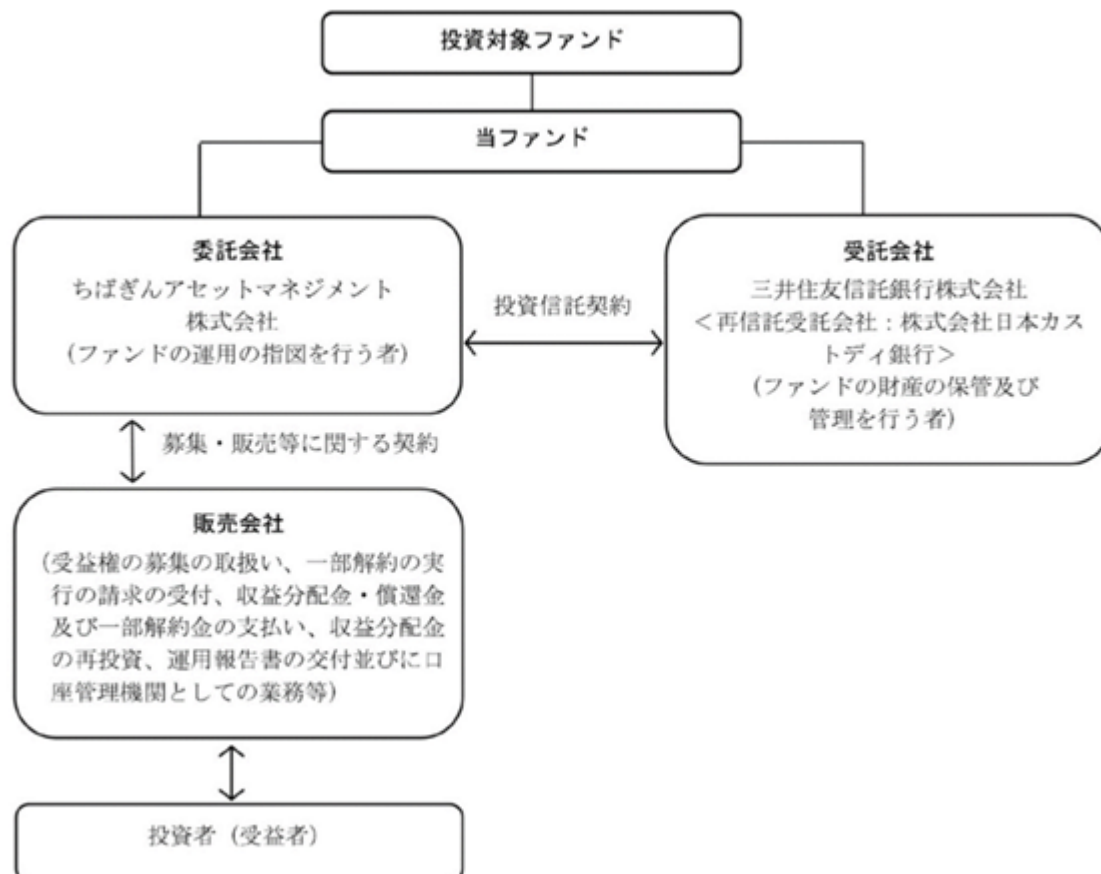 投資対象ファンド
当ファンド
委託会社
ちばぎんアセットマネジメント
株式会社
(ファンドの運用の指図を行う者)
投資信託契約
受託会社
三井住友信託銀行株式会社
<再信託受託会社：株式会社日本カス
トディ銀行>
(ファンドの財産の保管及び
管理を行う者)
募集・販売等に関する契約
販売会社
(受益権の募集の取扱い、一部解約の実
行の請求の受付、収益分配金・償還金
及び一部解約金の支払い、収益分配金
の再投資、運用報告書の交付並びに口
座管理機関としての業務等)
投資者（受益者）